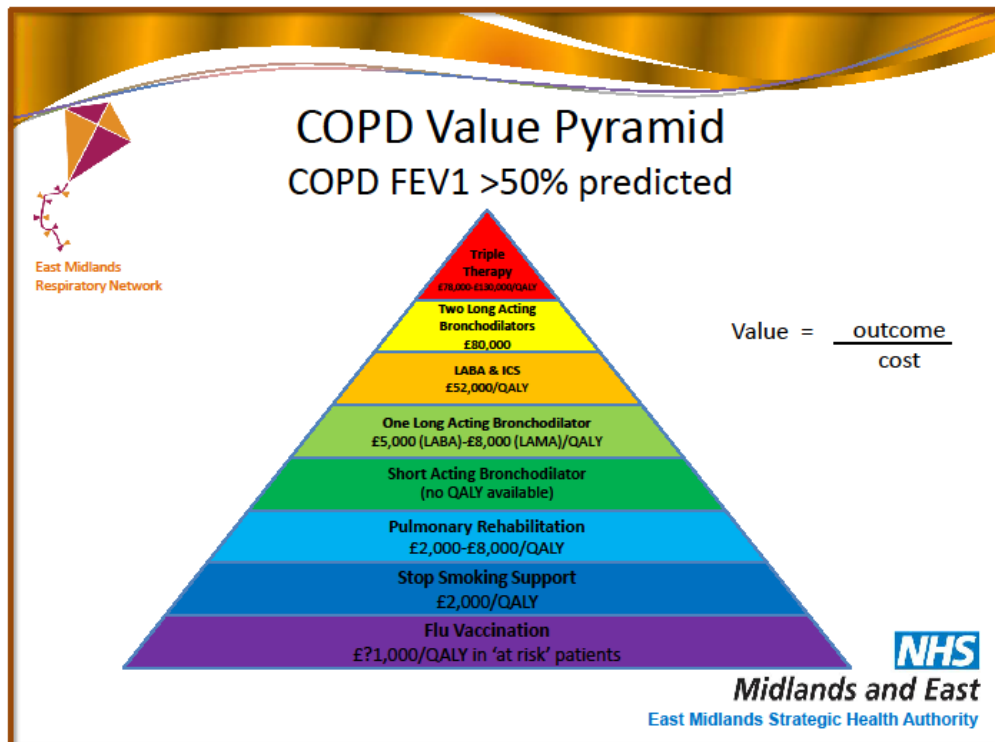 COPD Value Pyramid
COPD FEV1 >50% predicted
East Midlands
Respiratory Network
Triple
Therapy
£78,000-£130,000/QALY
Two Long Acting
Bronchodilators
£80,000
LABA & ICS
£52,000/QALY
One Long Acting Bronchodilator
£5,000 (LABA)-£8,000 (LAMA)/QALY
Short Acting Bronchodilator
(no QALY available)
Pulmonary Rehabilitation
£2,000-£8,000/QALY
Stop Smoking Support
£2,000/QALY
Flu Vaccination
£?1,000/QALY in ‘at risk’ patients
Value = outcome
cost
NHS
Midlands and East
East Midlands Strategic Health Authority